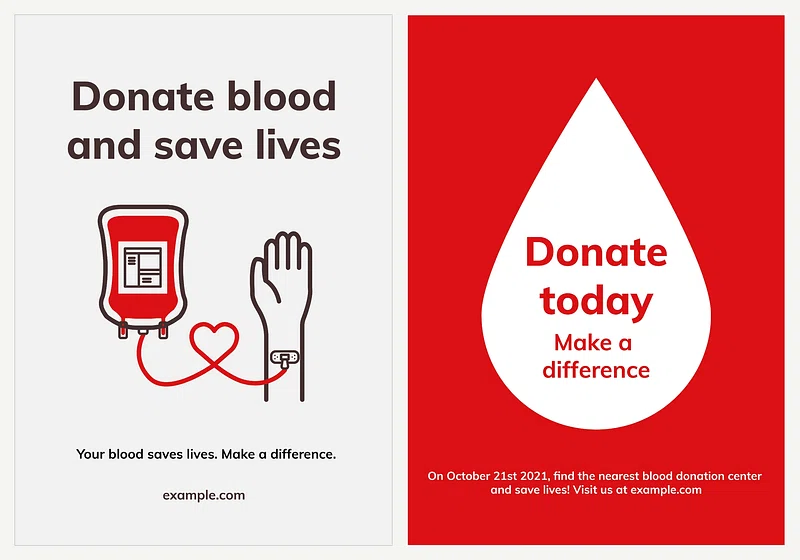 Donate blood
and save lives
Your blood saves lives. Make a difference.
example.com
Donate
today
Make a
difference
On October 21st 2021, find the nearest blood donation center
and save lives! Visit us at example.com